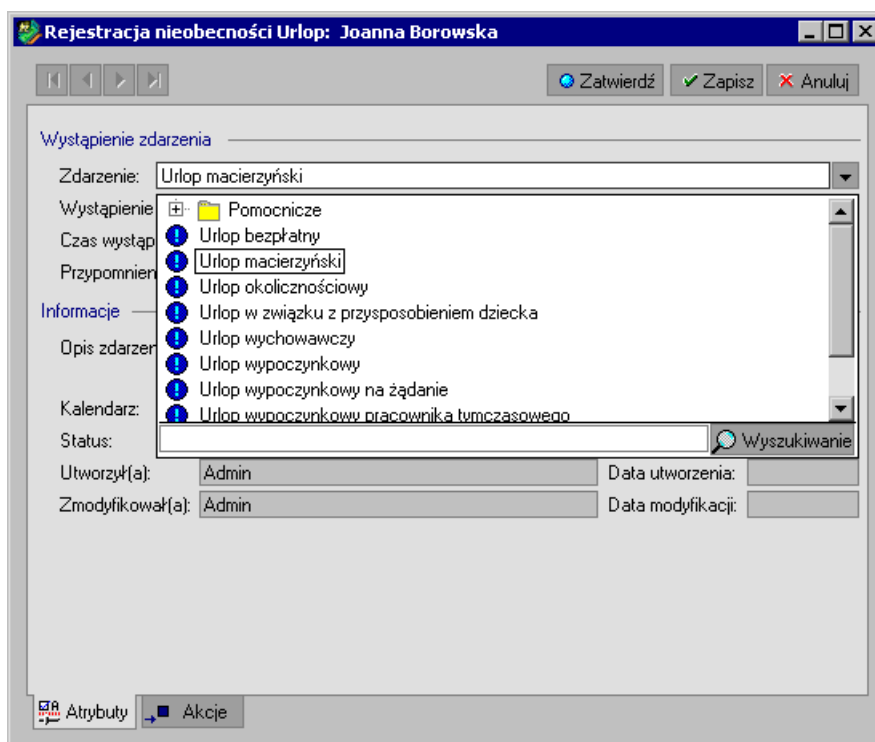 Rejestracja nieobecności Urlop: Joanna Borowska
Zatwierdź Zapisz Anuluj
Wystąpienie zdarzenia
Zdarzenie: Urlop macierzyński
Wystąpienie Pomocnicze
Urlop bezpłatny
Czas wystąp
Urlop macierzyński
Przypomnien
Urlop okolicznościowy
Informacje
Urlop w związku z przysposobieniem dziecka
Opis zdarzen
Urlop wychowawczy
Urlop wypoczynkowy
Urlop wypoczynkowy na żądanie
Kalendarz: Urlop wypoczynkowy pracownika tymczasowego
Status: Wyszukiwanie
Utworzył(a): Admin Data utworzenia:
Zmodyfikował(a): Admin Data modyfikacji:
Atrybuty Akcje